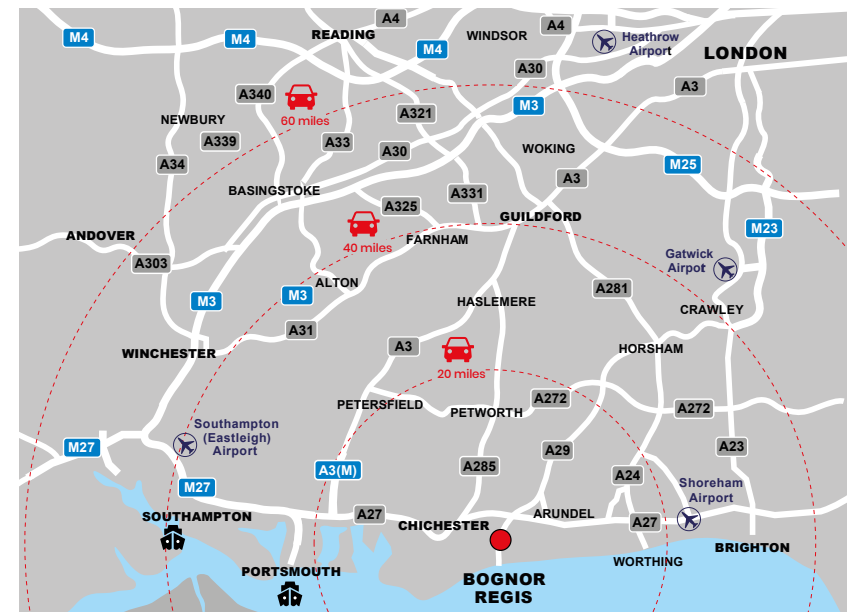 A4
M4
M4
READING
M4
WINDSOR
A4
Heathrow
Airport
LONDON
A30
A3
A340
60 miles
A321
M3
NEWBURY
A339
A33
A30
WOKING
M25
A34
A3
BASINGSTOKE
A325
A331
GUILDFORD
M23
ANDOVER
40 miles
FARNHAM
A303
Gatwick
Airpot
ALTON
M3
M3
HASLEMERE
A281
CRAWLEY
A31
WINCHESTER
A3
20 miles
HORSHAM
PETERSFIELD
PETWORTH
A272
A272
Southampton
(Eastleigh)
Airport
M27
A3(M)
A285
A29
A23
A24
M27
Shoreham
Airport
SOUTHAMPTON
A27
CHICHESTER
ARUNDEL
A27
BRIGHTON
WORTHING
PORTSMOUTH
BOGNOR
REGIS